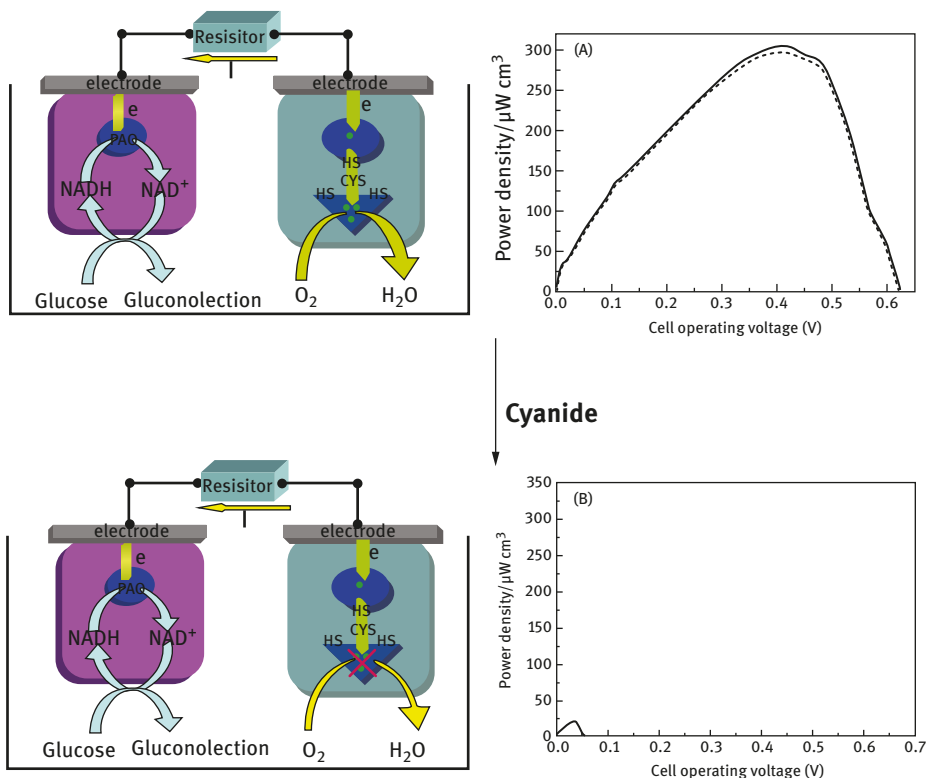 Resisitor
electrode
electrode
e
e
PAQ
HS
CYS
HS
HS
NADH
NAD+
Glucose
Gluconolection
O2
H2O
(A)
Power density/µW cm3
300
250
200
150
100
50
0
0.0
0.1
0.2
0.3
0.4
0.5
0.6
Cell operating voltage (V)
Cyanide
Resisitor
electrode
electrode
e
e
PAQ
HS
CYS
HS
HS
NADH
NAD+
Glucose
Gluconolection
O2
H2O
(B)
Power density/µW cm3
350
300
250
200
150
100
50
0
0.0
0.1
0.2
0.3
0.4
0.5
0.6
0.7
Cell operating voltage (V)